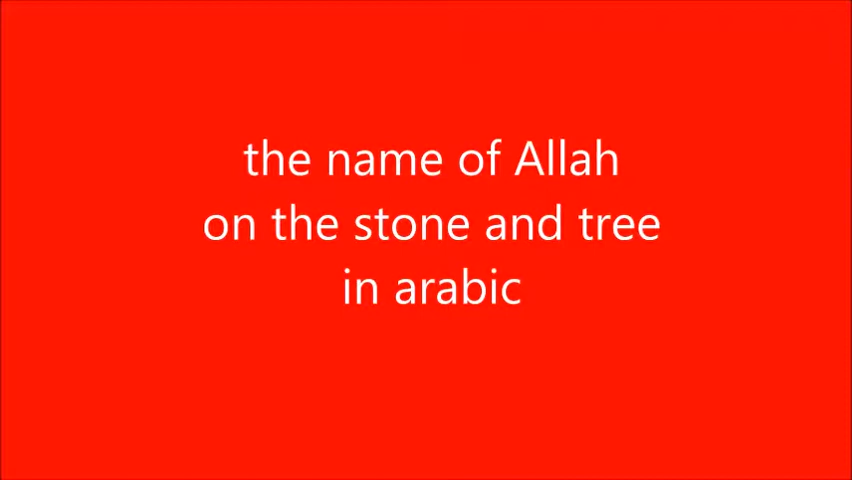 the name of Allah
on the stone and tree
in arabic